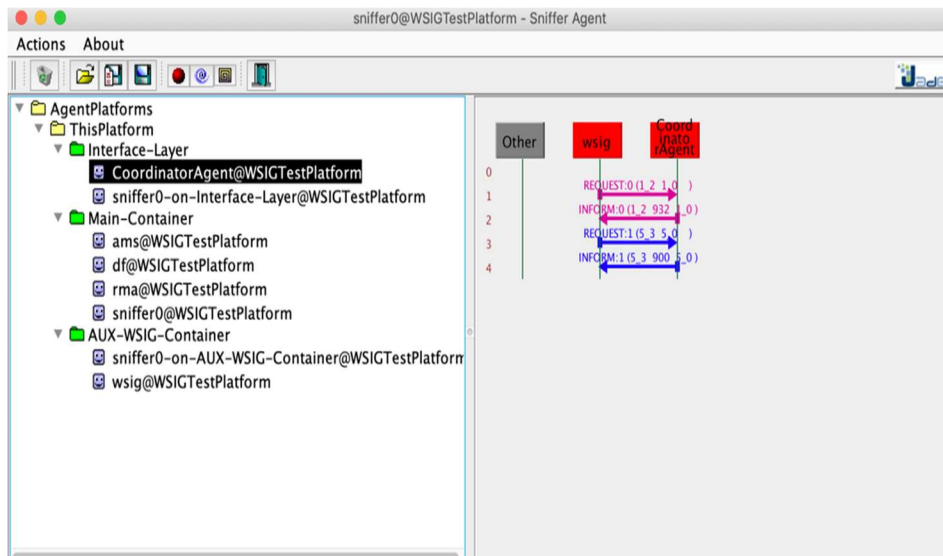 sniffer0@WSIGTestPlatform - Sniffer Agent
Actions About
Jade
AgentPlatforms
ThisPlatform
Interface-Layer
CoordinatorAgent@WSIGTestPlatform
sniffer0-on-Interface-Layer@WSIGTestPlatform
Main-Container
ams@WSIGTestPlatform
df@WSIGTestPlatform
rma@WSIGTestPlatform
sniffer0@WSIGTestPlatform
AUX-WSIG-Container
sniffer0-on-AUX-WSIG-Container@WSIGTestPlatform
wsig@WSIGTestPlatform
Other
wsig
Coord
inato
rAgent
0
REQUEST:0 (1_2 1_0 )
1
INFORM:0 (1_2 932 1_0 )
2
REQUEST:1 (5_3 5_0 )
3
INFORM:1 (5_3 900 5_0 )
4